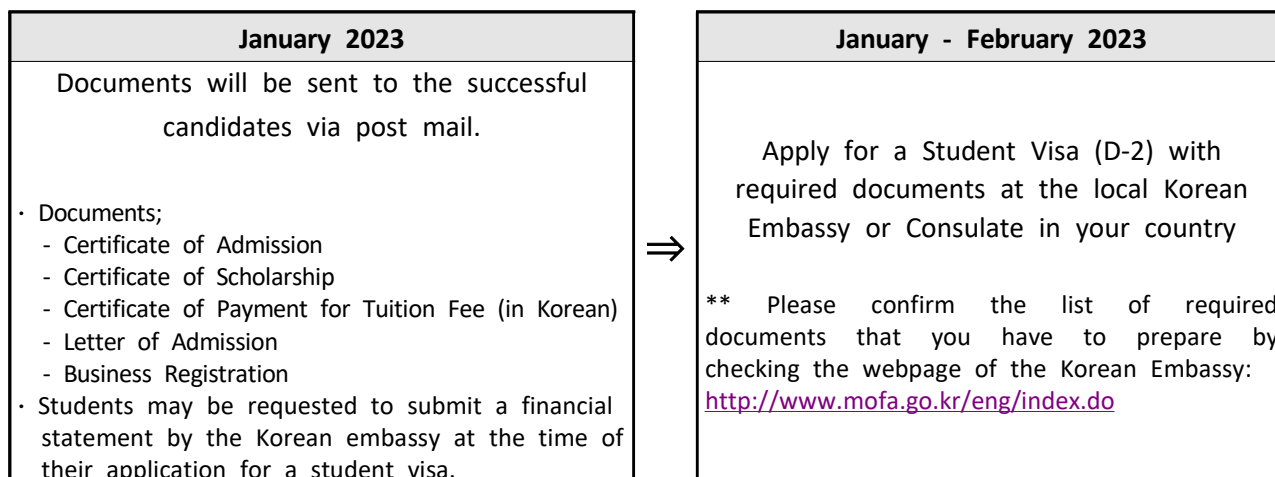 January 2023
Documents will be sent to the successful
candidates via post mail.
· Documents;
- Certificate of Admission
- Certificate of Scholarship
- Certificate of Payment for Tuition Fee (in Korean)
- Letter of Admission
- Business Registration
· Students may be requested to submit a financial
statement by the Korean embassy at the time of
their application for a student visa.
⇒
January - February 2023
Apply for a Student Visa (D-2) with
required documents at the local Korean
Embassy or Consulate in your country
** Please confirm the list of required
documents that you have to prepare by
checking the webpage of the Korean Embassy:
http://www.mofa.go.kr/eng/index.do